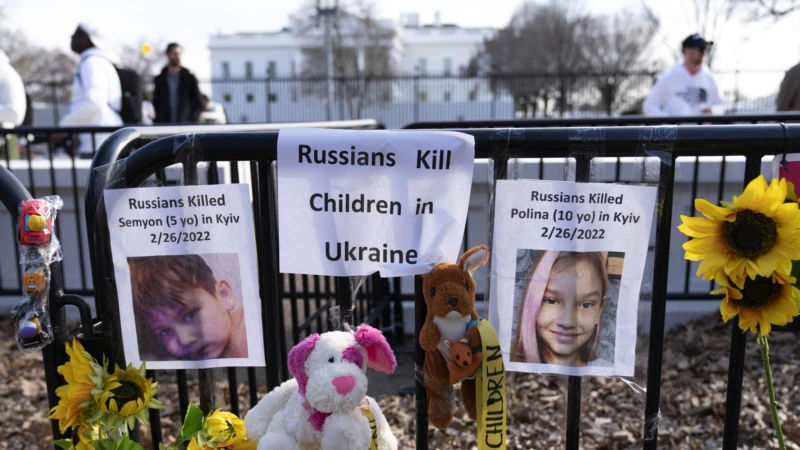 Russians Kill
Children in
Ukraine
Russians Killed
Semyon (5 yo) in Kyiv
2/26/2022
Russians Killed
Polina (10 yo) in Kyiv
2/26/2022
CHILDREN